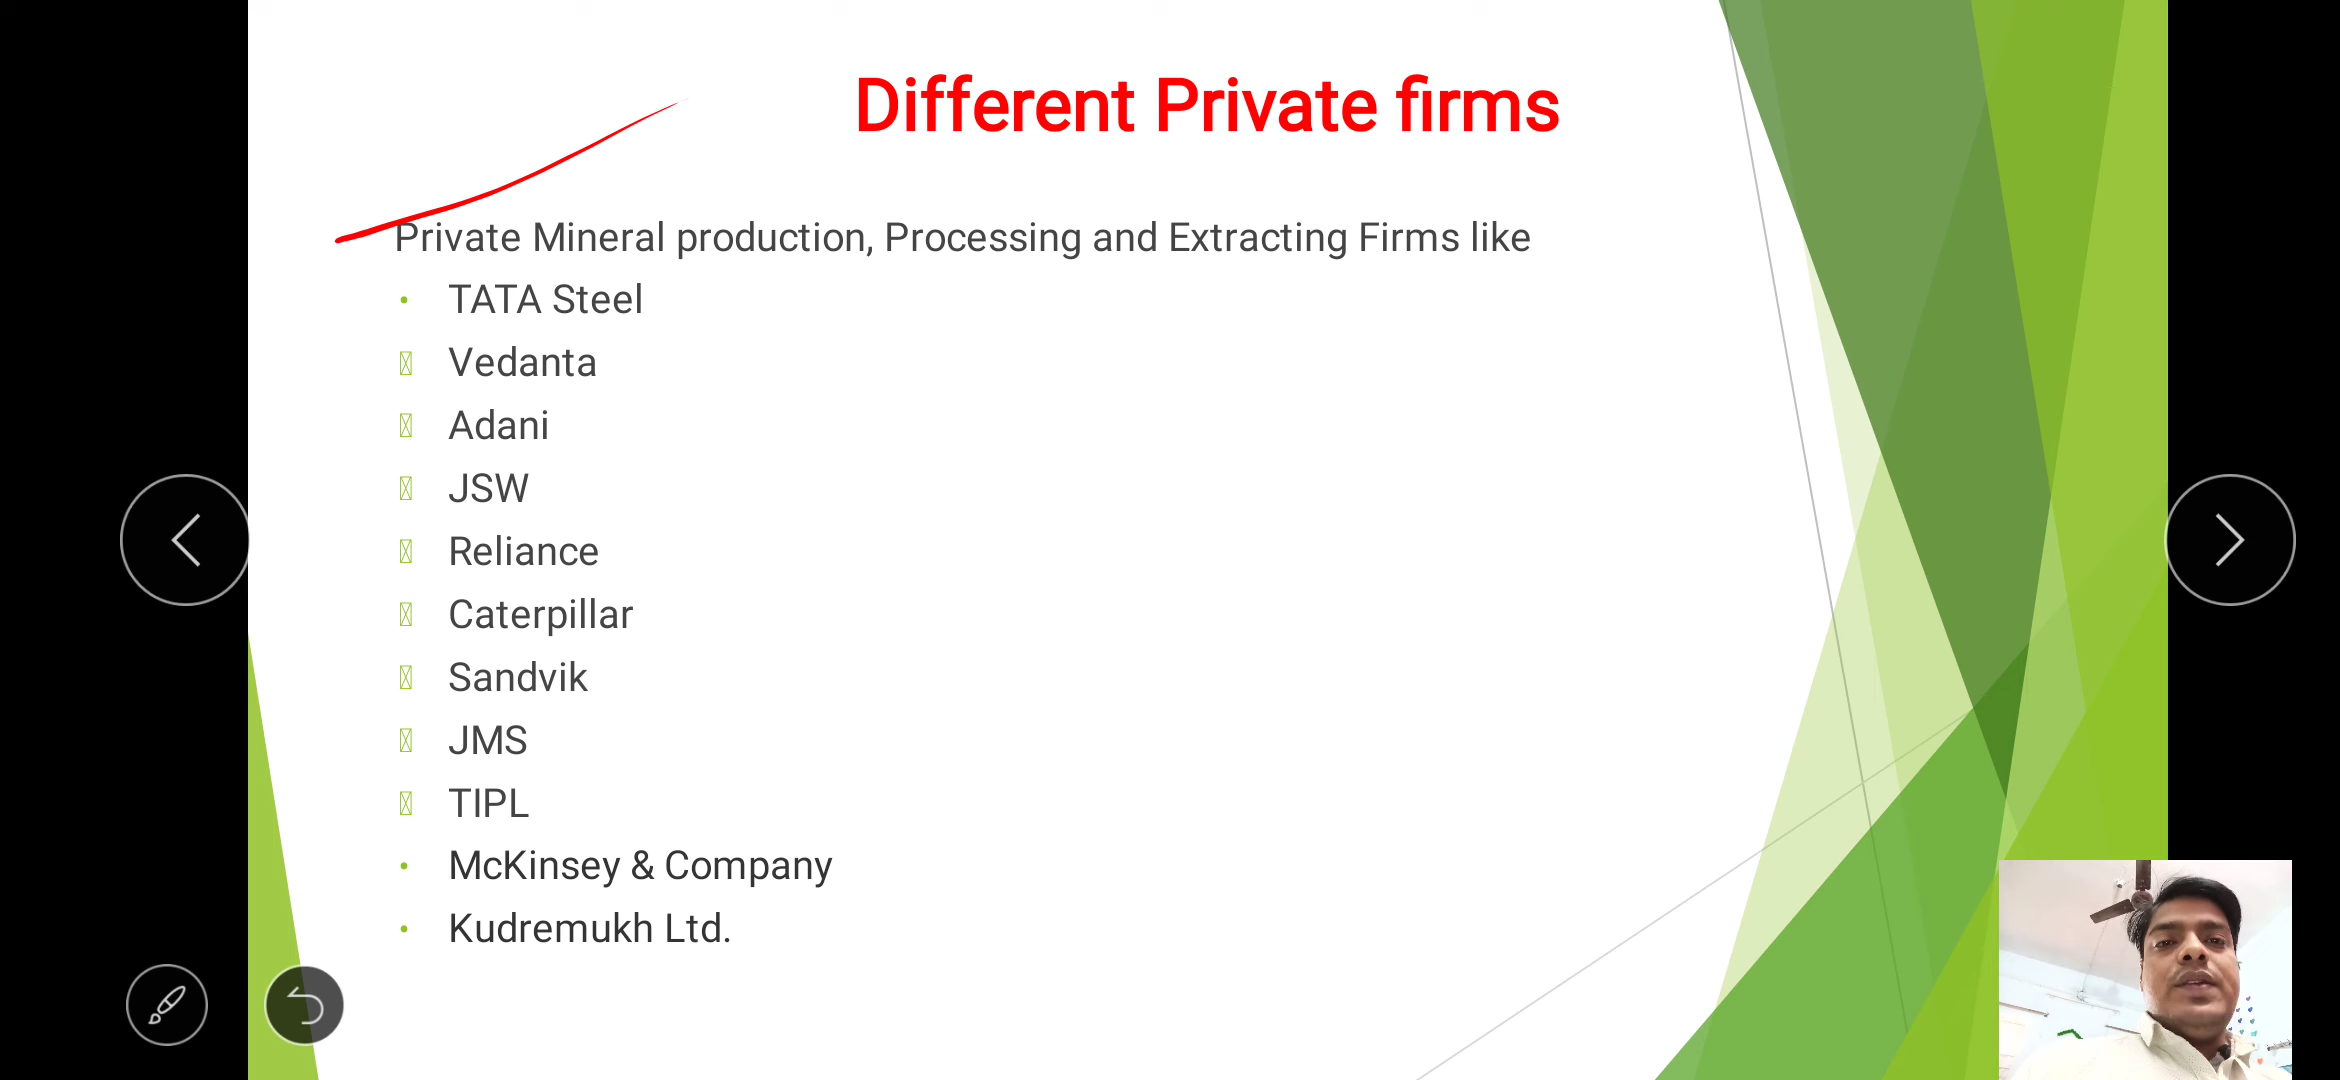 Different Private firms
Private Mineral production, Processing and Extracting Firms like
• TATA Steel
Vedanta
Adani
JSW
Reliance
Caterpillar
Sandvik
JMS
TIPL
• McKinsey & Company
• Kudremukh Ltd.